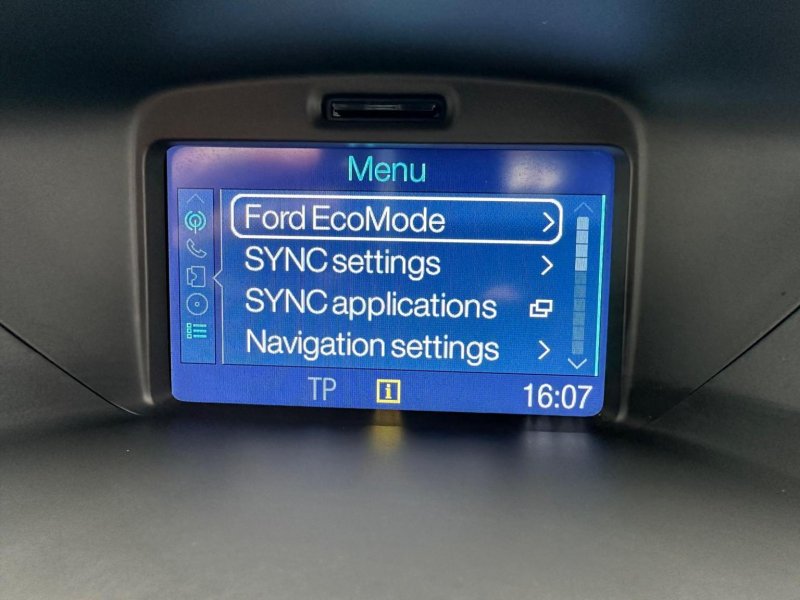 Menu
Ford EcoMode
SYNC settings
SYNC applications
Navigation settings
TP i 16:07